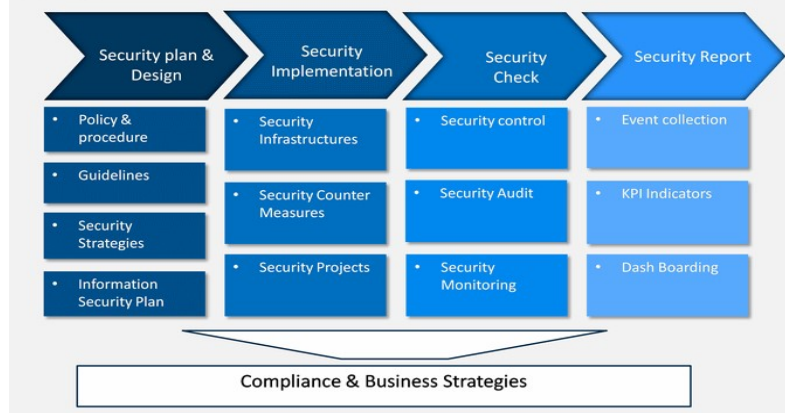 Security plan &
Design
Security
Implementation
Security
Check
Security Report
• Policy &
procedure
• Guidelines
• Security
Strategies
• Information
Security Plan
• Security
Infrastructures
• Security Counter
Measures
• Security Projects
• Security control
• Security Audit
• Security
Monitoring
• Event collection
• KPI Indicators
• Dash Boarding
Compliance & Business Strategies